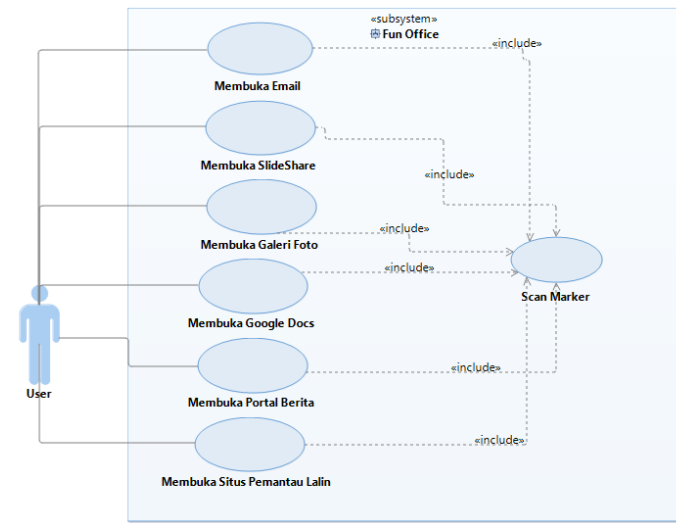 «subsystem»
Fun Office
«include»
Membuka Email
Membuka SlideShare
«include»
«include»
Membuka Galeri Foto
«include»
Scan Marker
Membuka Google Docs
«include»
User
Membuka Portal Berita
«include»
Membuka Situs Pemantau Lalin